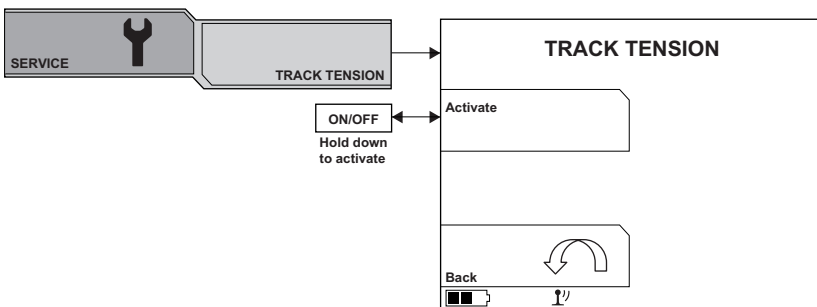 SERVICE
TRACK TENSION
TRACK TENSION
ON/OFF
Hold down
to activate
Activate
Back